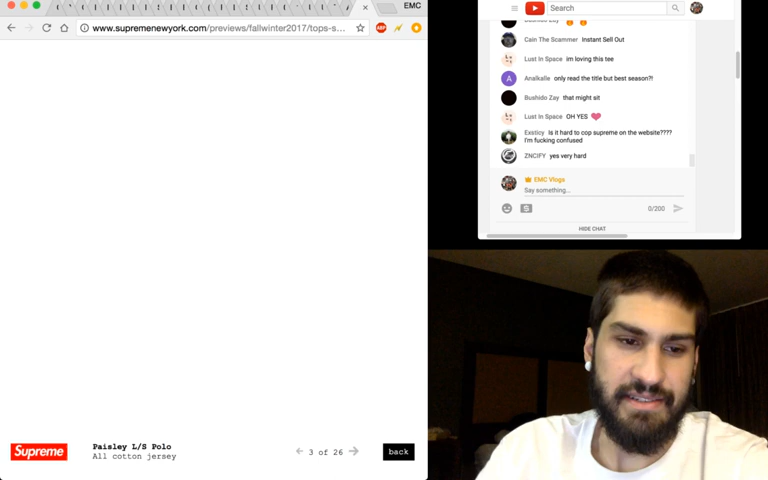 EMC
www.supremenewyork.com/previews/fallwinter2017/tops-s...
ABP
Supreme
Paisley L/S Polo
All cotton jersey
3 of 26
back
Search
Cain The Scammer Instant Sell Out
Lust In Space im loving this tee
A
Analkalle only read the title but best season?!
Bushido Zay that might sit
Lust In Space OH YES
Exsticy Is it hard to cop supreme on the website????
I'm fucking confused
ZNCIFY yes very hard
EMC Vlogs
Say something...
0/200
HIDE CHAT